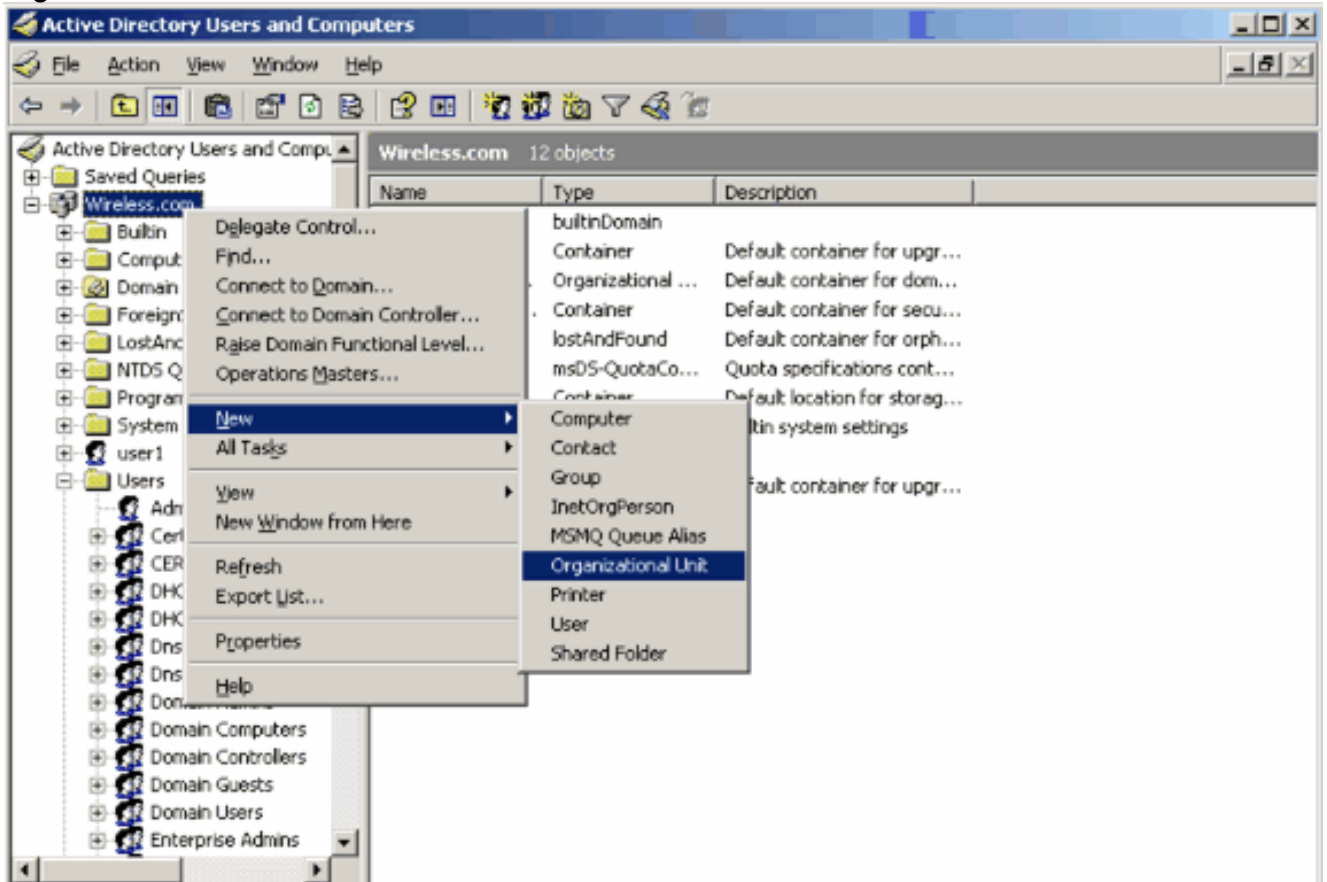 Active Directory Users and Computers
File Action View Window Help
Active Directory Users and Compu
Saved Queries
Wireless.com
Builtin
Comput
Domain
Foreign
LostAnd
NTDS Q
Program
System
user1
Users
Adm
Cert
CER
DHC
DHC
Dns
Dns
Domain Admins
Domain Computers
Domain Controllers
Domain Guests
Domain Users
Enterprise Admins
Delegate Control...
Find...
Connect to Domain...
Connect to Domain Controller...
Raise Domain Functional Level...
Operations Masters...
New
All Tasks
View
New Window from Here
Refresh
Export List...
Properties
Help
Computer
Contact
Group
InetOrgPerson
MSMQ Queue Alias
Organizational Unit
Printer
User
Shared Folder
Wireless.com 12 objects
Name Type Description
builtinDomain
Container Default container for upgr...
Organizational ... Default container for dom...
Container Default container for secu...
lostAndFound Default container for orph...
msDS-QuotaCo... Quota specifications cont...
Container Default location for storag...
ltin system settings
fault container for upgr...